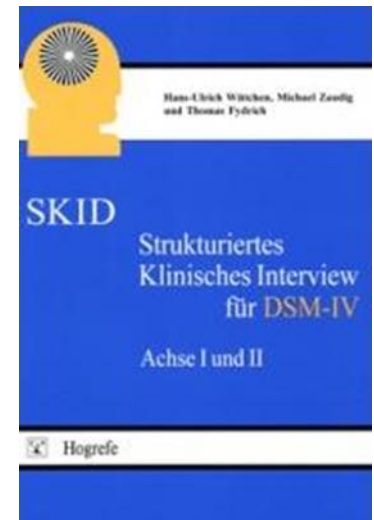 Hans-Ulrich Wittchen, Michael Zaudig
und Thomas Fydrich
SKID
Strukturiertes
Klinisches Interview
für DSM-IV
Achse I und II
Hogrefe